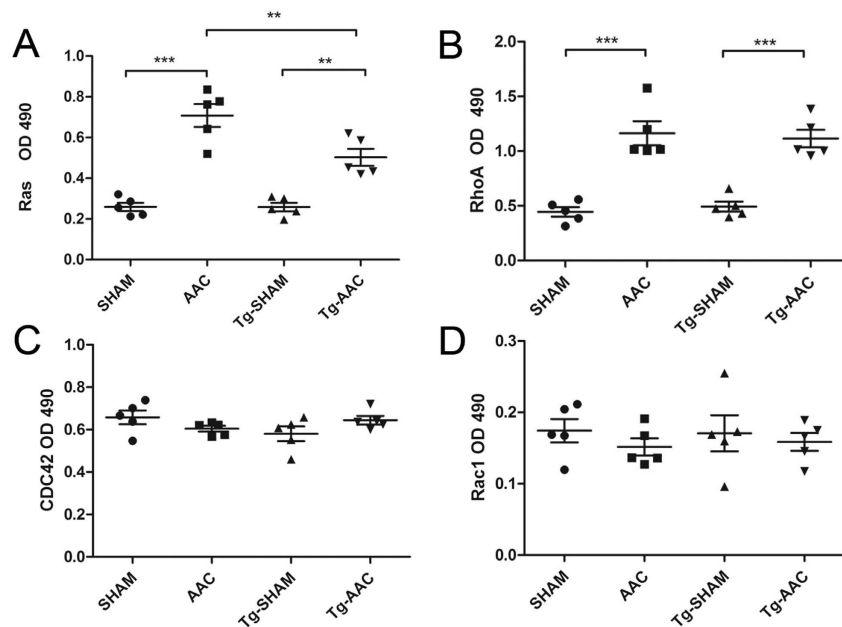 A
Ras OD 490
1.0
0.8
0.6
0.4
0.2
0.0
***
**
**
SHAM
AAC
Tg-SHAM
Tg-AAC
B
RhoA OD 490
2.0
1.5
1.0
0.5
0.0
***
***
SHAM
AAC
Tg-SHAM
Tg-AAC
C
CDC42 OD 490
1.0
0.8
0.6
0.4
0.2
0.0
SHAM
AAC
Tg-SHAM
Tg-AAC
D
Rac1 OD 490
0.3
0.2
0.1
0.0
SHAM
AAC
Tg-SHAM
Tg-AAC